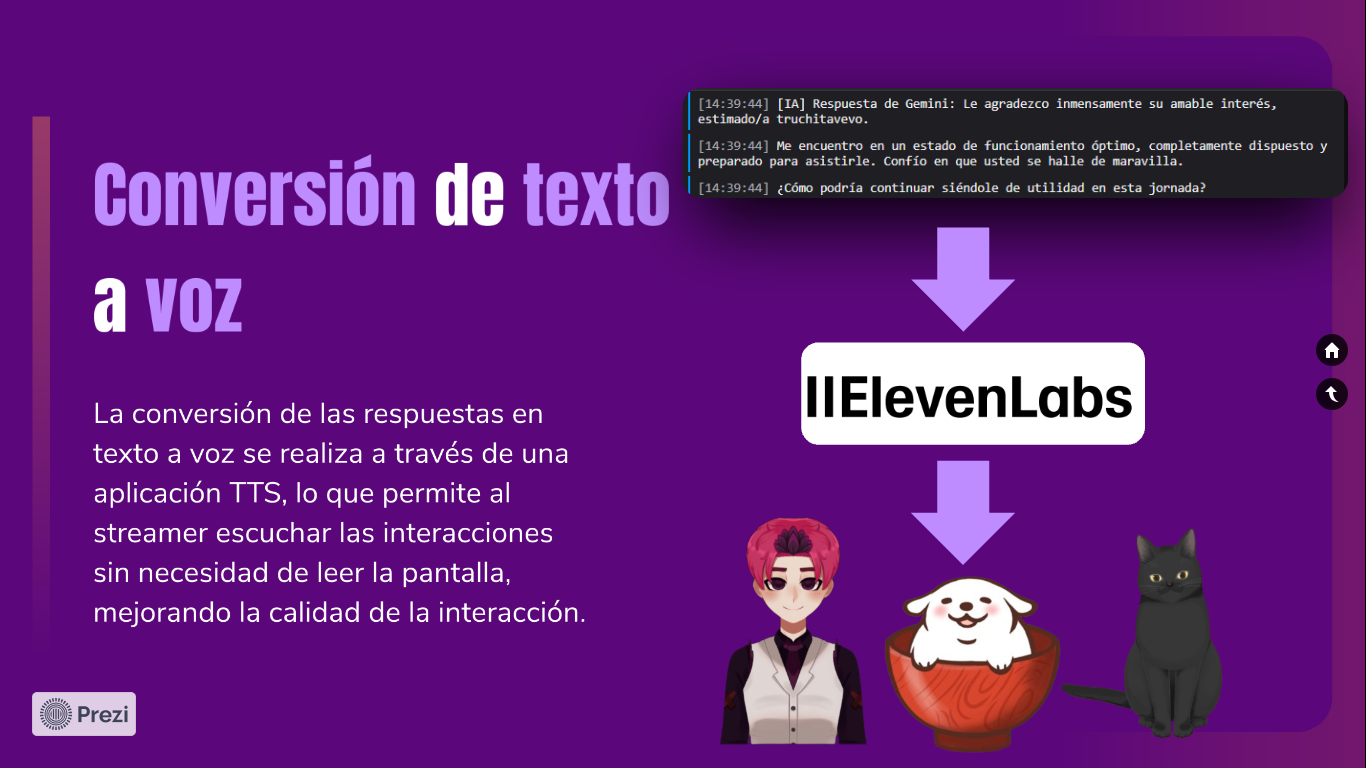 Conversión de texto
a voz
La conversión de las respuestas en
texto a voz se realiza a través de una
aplicación TTS, lo que permite al
streamer escuchar las interacciones
sin necesidad de leer la pantalla,
mejorando la calidad de la interacción.
[14:39:44] [IA] Respuesta de Gemini: Le agradezco inmensamente su amable interés,
estimado/a truchitavevo.
[14:39:44] Me encuentro en un estado de funcionamiento óptimo, completamente dispuesto y
preparado para asistirle. Confío en que usted se halle de maravilla.
[14:39:44] ¿Cómo podría continuar siéndole de utilidad en esta jornada?
IIElevenLabs
Prezi